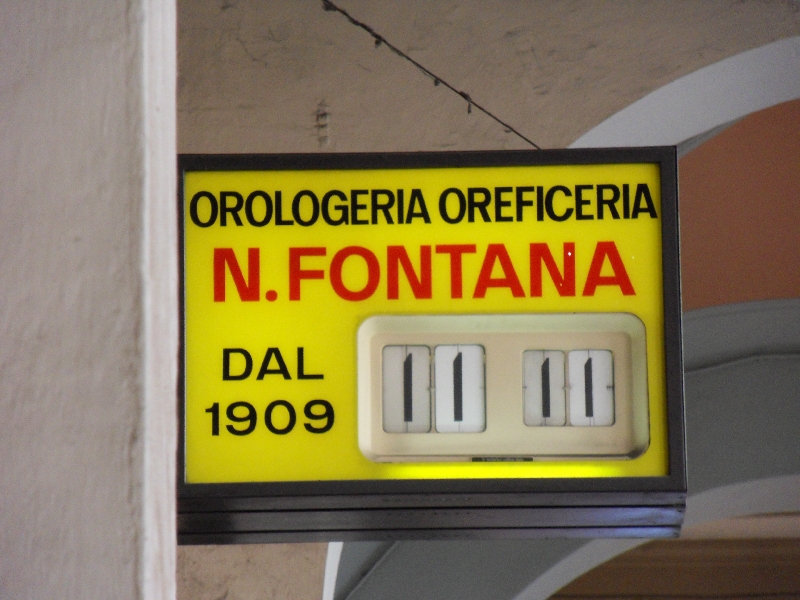 OROLOGERIA OREFICERIA
N.FONTANA
DAL
1909
11 11